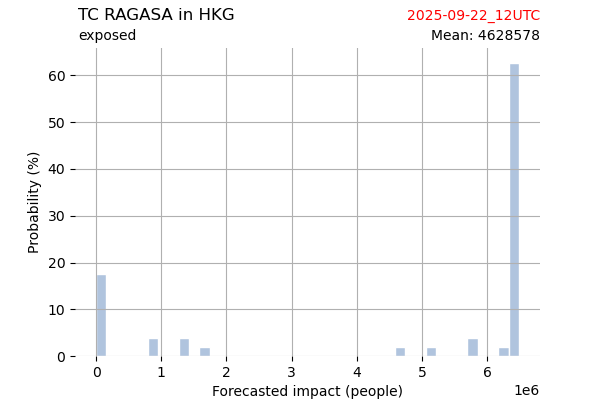 TC RAGASA in HKG
2025-09-22_12UTC
exposed
Mean: 4628578
Probability (%)
60
50
40
30
20
10
0
0 1 2 3 4 5 6
1e6
Forecasted impact (people)